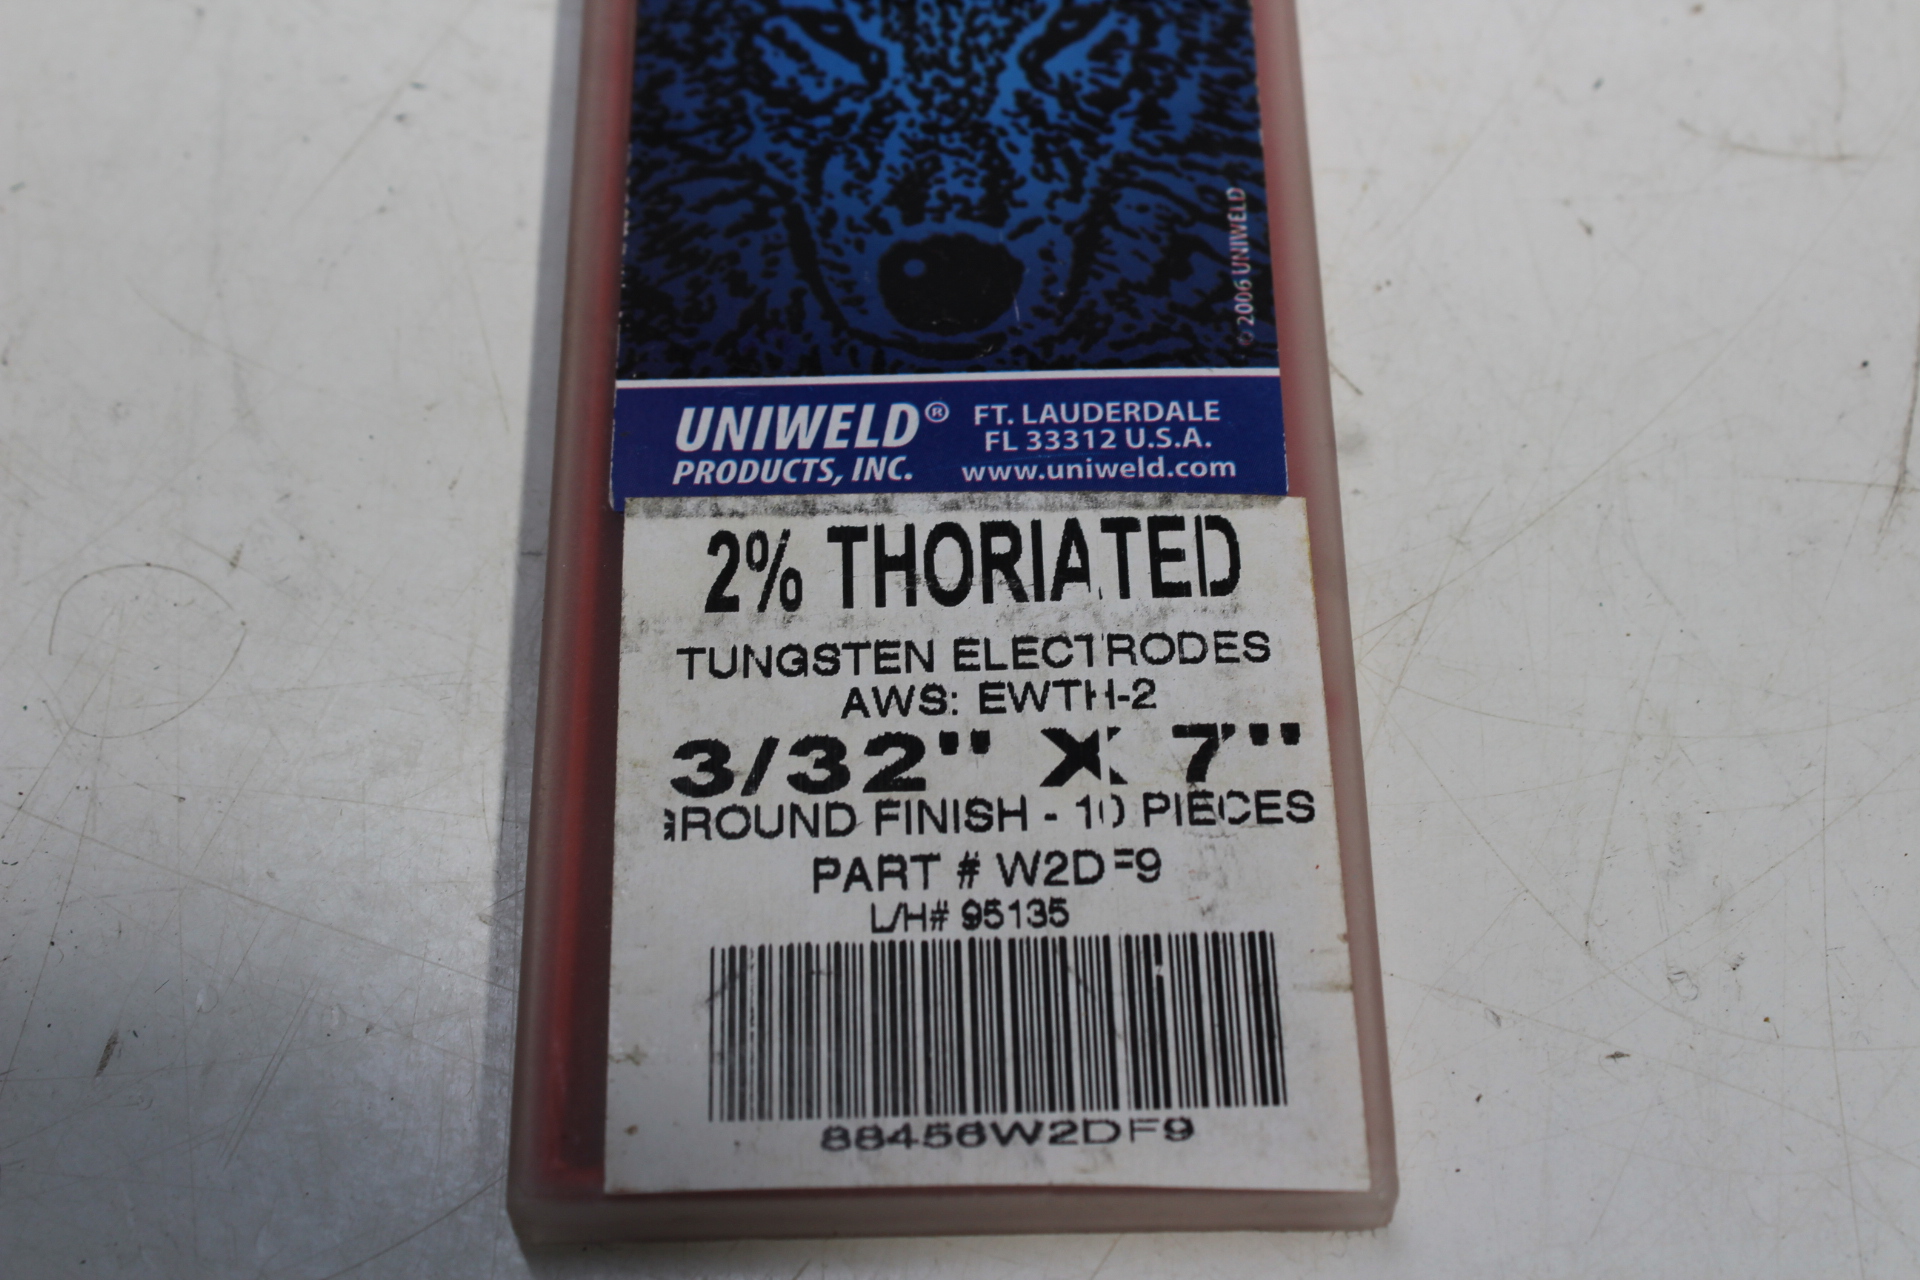 © 2006 UNIWELD
UNIWELD®
PRODUCTS, INC.
FT. LAUDERDALE
FL 33312 U.S.A.
www.uniweld.com
2% THORIATED
TUNGSTEN ELECTRODES
AWS: EWTH-2
3/32" X 7"
GROUND FINISH - 10 PIECES
PART # W2DF9
L/H# 95135
88456W2DF9